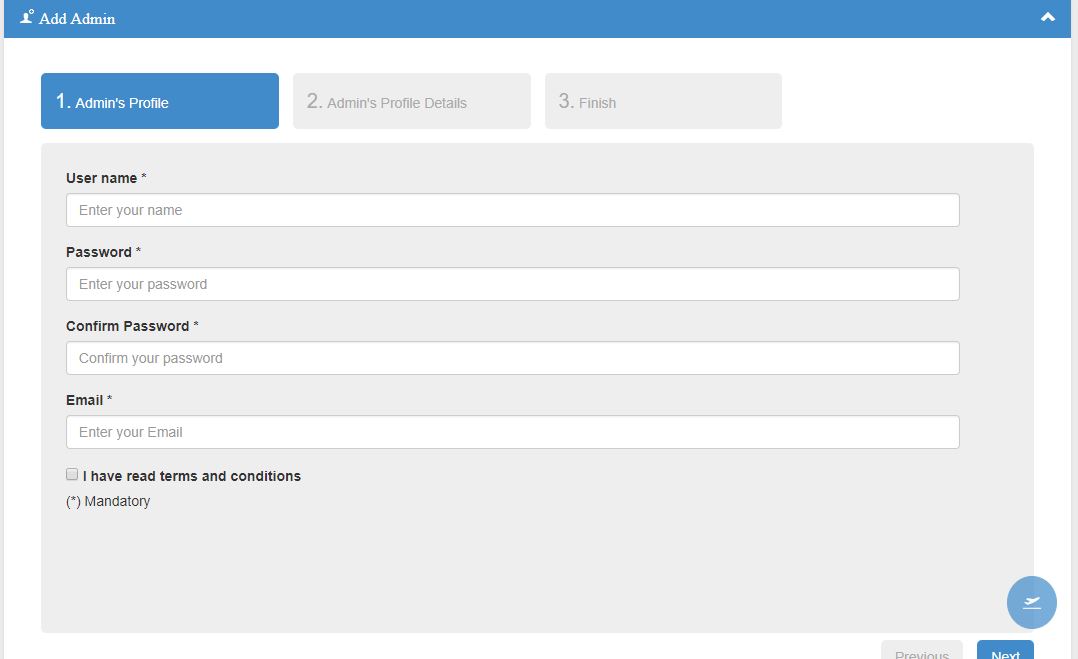 Add Admin
1. Admin's Profile
2. Admin's Profile Details
3. Finish
User name *
Enter your name
Password *
Enter your password
Confirm Password *
Confirm your password
Email *
Enter your Email
I have read terms and conditions
(*) Mandatory
Previous
Next